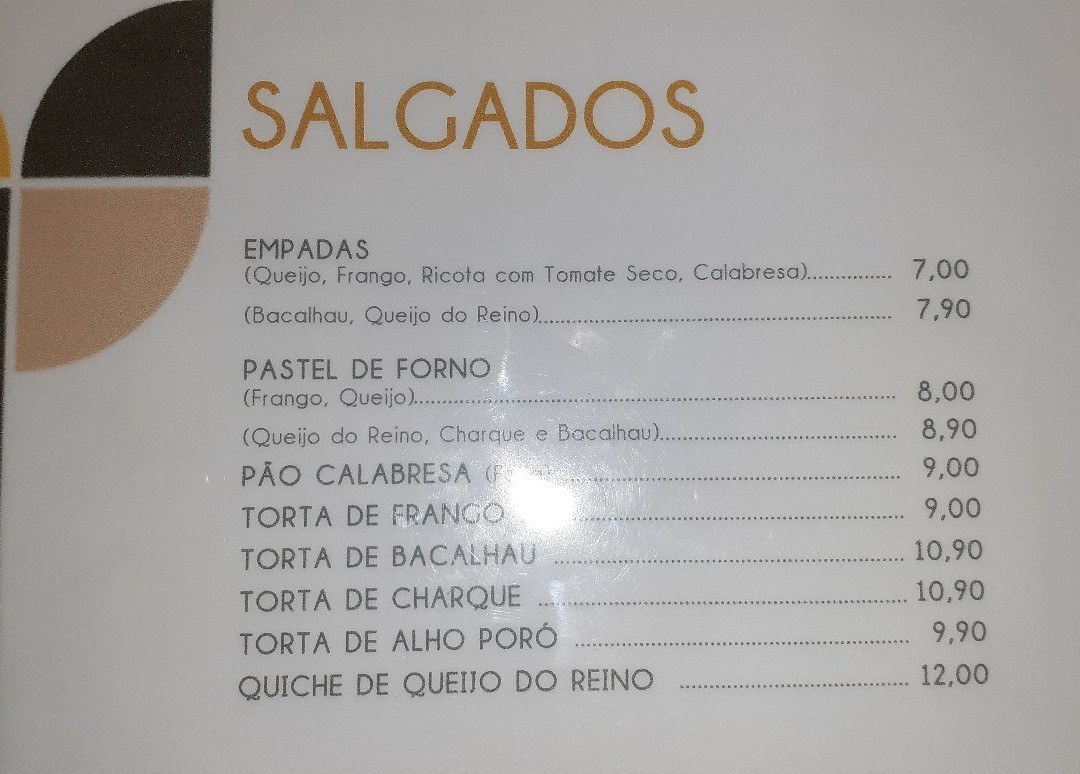 SALGADOS
EMPADAS
(Queijo, Frango, Ricota com Tomate Seco, Calabresa)............... 7,00
(Bacalhau, Queijo do Reino)............................................................... 7,90
PASTEL DE FORNO
(Frango, Queijo)..................................................................................... 8,00
(Queijo do Reino, Charque e Bacalhau)........................................... 8,90
PÃO CALABRESA ............................................................ 9,00
TORTA DE FRANGO ............................................................ 9,00
TORTA DE BACALHAU ............................................................... 10,90
TORTA DE CHARQUE .................................................................. 10,90
TORTA DE ALHO PORÓ ............................................................ 9,90
QUICHE DE QUEIJO DO REINO .......................................... 12,00